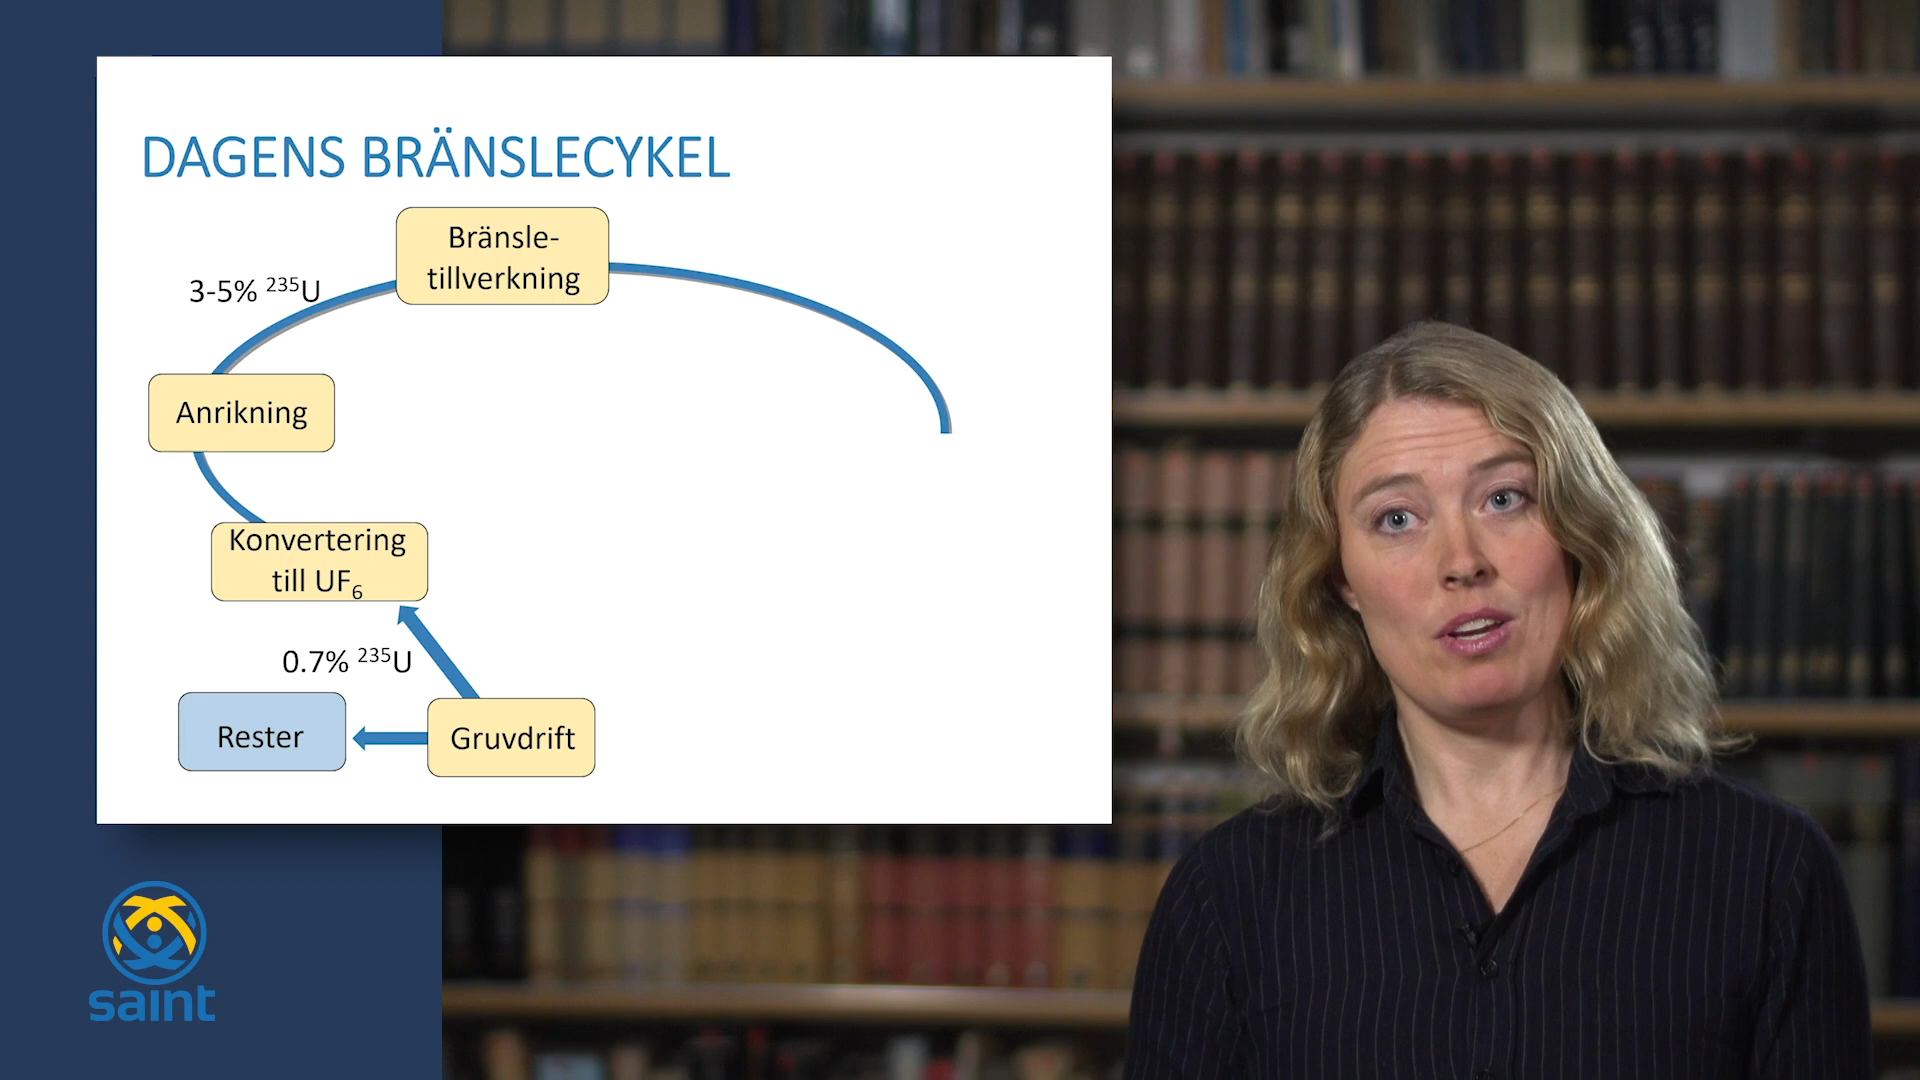 DAGENS BRÄNSLECYKEL
Bränsle-
tillverkning
3-5% ²³⁵U
Anrikning
Konvertering
till UF₆
0.7% ²³⁵U
Rester
Gruvdrift
saint